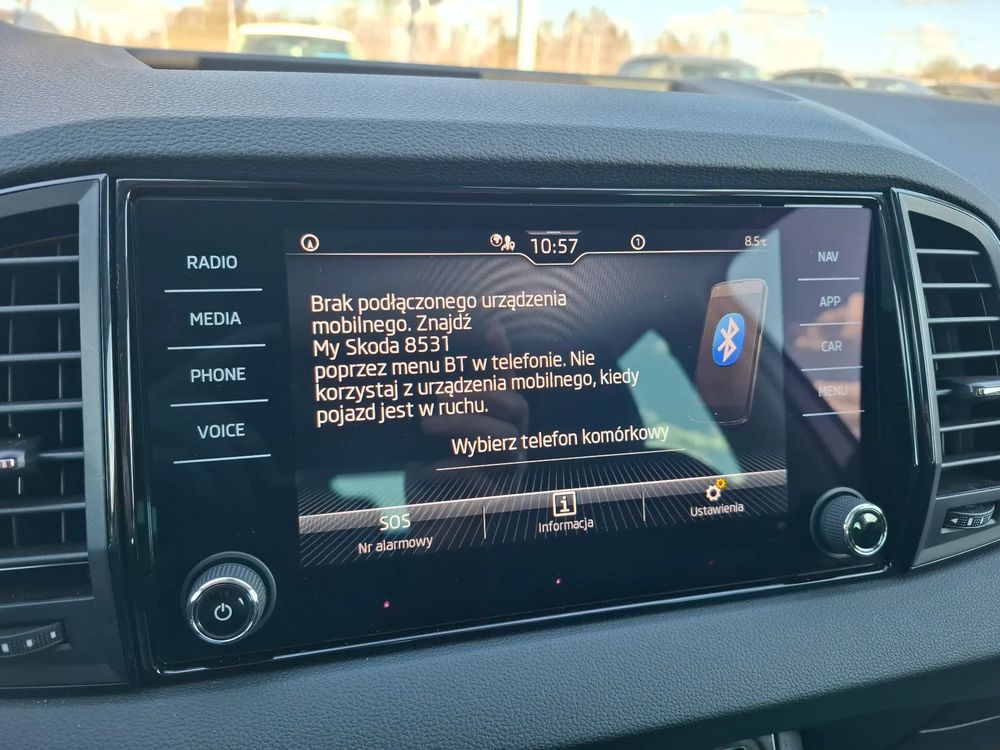 RADIO
MEDIA
PHONE
VOICE
10:57
1
8.5°C
Brak podłączonego urządzenia
mobilnego. Znajdź
My Skoda 8531
poprzez menu BT w telefonie. Nie
korzystaj z urządzenia mobilnego, kiedy
pojazd jest w ruchu.
Wybierz telefon komórkowy
SOS
Nr alarmowy
i
Informacja
Ustawienia
NAV
APP
CAR
MENU